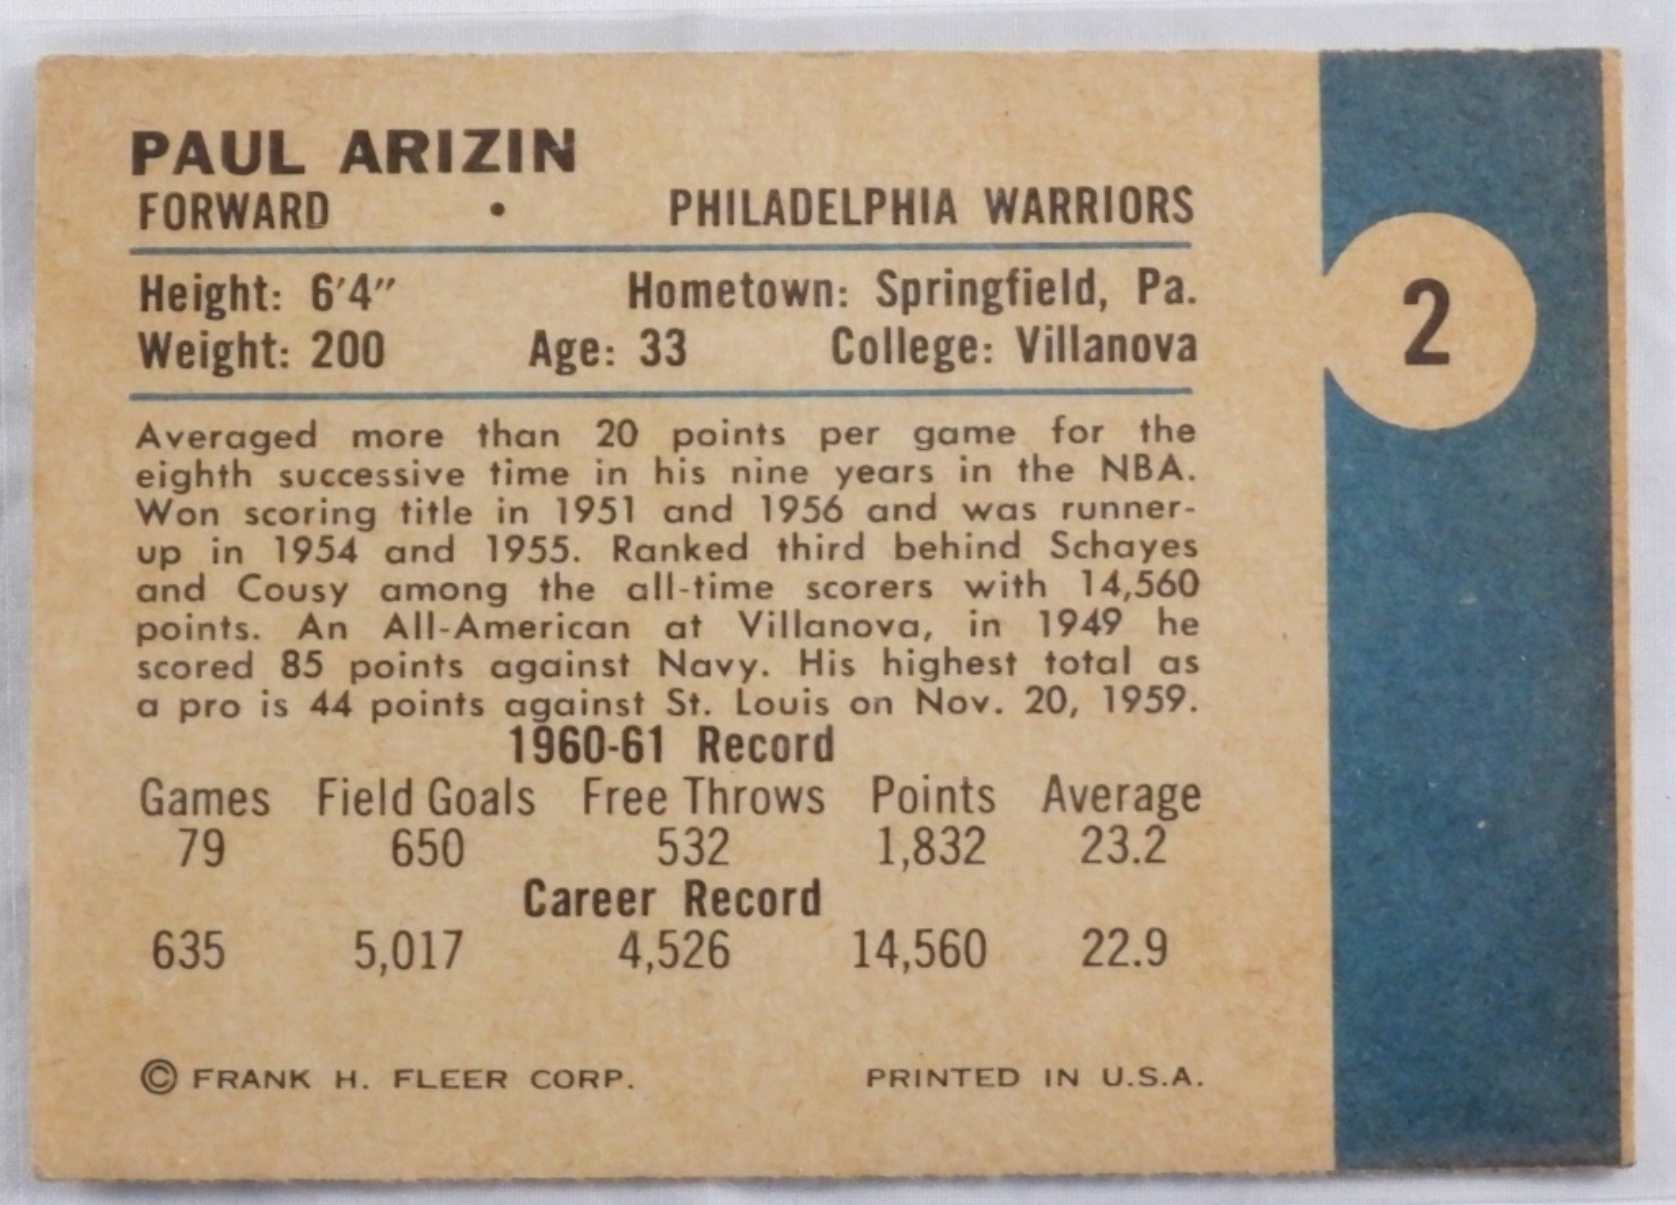 PAUL ARIZIN
FORWARD • PHILADELPHIA WARRIORS
2
Height: 6′4″ Hometown: Springfield, Pa.
Weight: 200 Age: 33 College: Villanova
Averaged more than 20 points per game for the
eighth successive time in his nine years in the NBA.
Won scoring title in 1951 and 1956 and was runner-
up in 1954 and 1955. Ranked third behind Schayes
and Cousy among the all-time scorers with 14,560
points. An All-American at Villanova, in 1949 he
scored 85 points against Navy. His highest total as
a pro is 44 points against St. Louis on Nov. 20, 1959.
1960-61 Record
Games Field Goals Free Throws Points Average
79 650 532 1,832 23.2
Career Record
635 5,017 4,526 14,560 22.9
© FRANK H. FLEER CORP. PRINTED IN U.S.A.